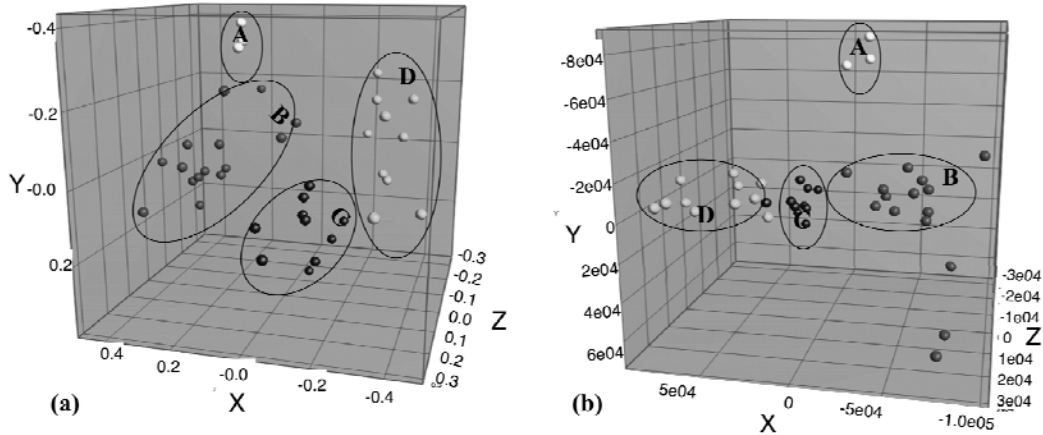 -0.4
-0.2
Y -0.0
0.2
0.4 0.2 -0.0 -0.2 -0.4
X
-0.3
-0.2
-0.1
0.0
0.1
0.2
0.3
Z
A
B
C
D
(a)
-8e04
-6e04
-4e04
-2e04
0
2e04
4e04
6e04
Y
5e04 0 -5e04 -1.0e05
X
-3e04
-2e04
-1e04
0
1e04
2e04
3e04
Z
A
B
C
D
(b)